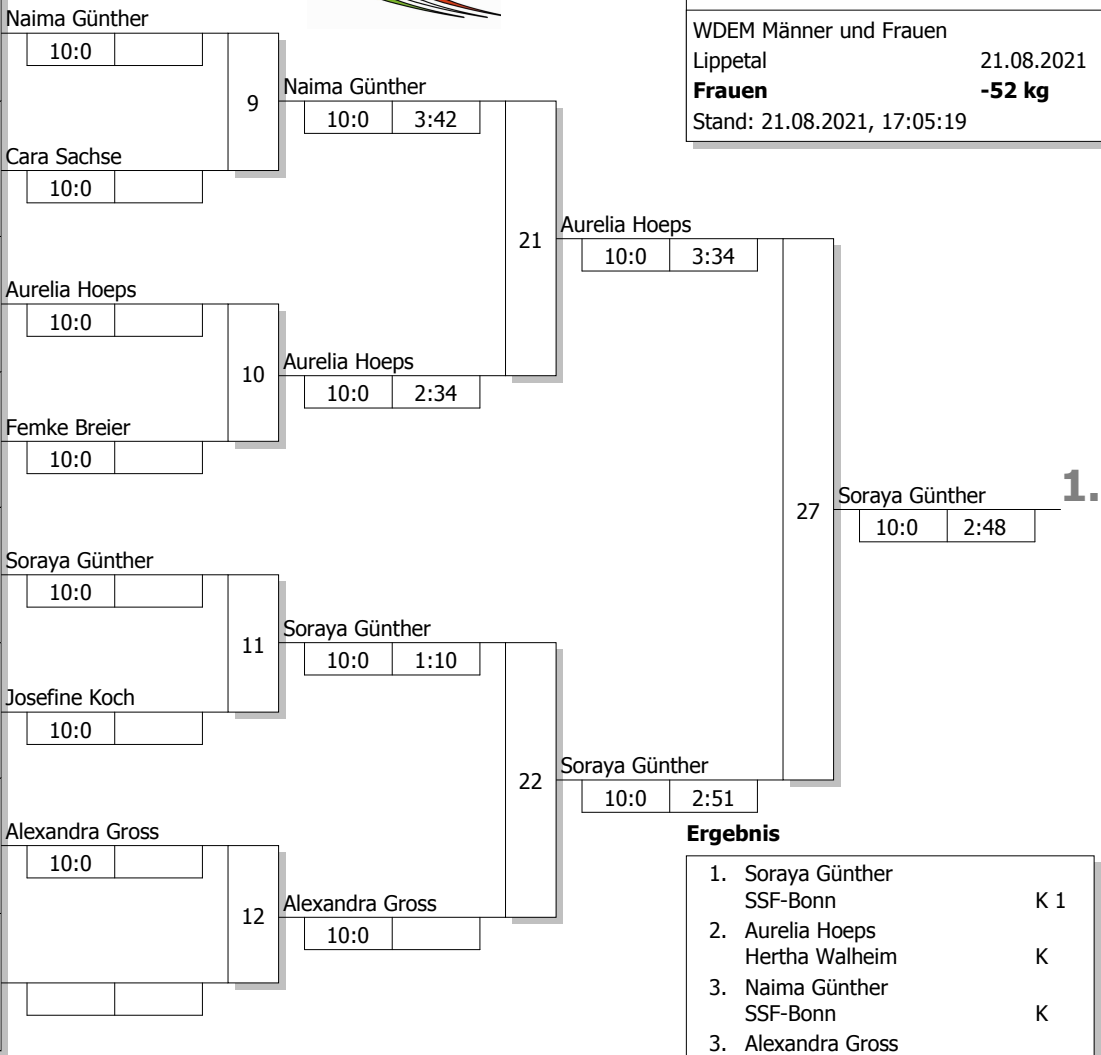 Naima Günther
10:0
Cara Sachse
10:0
Aurelia Hoeps
10:0
Femke Breier
10:0
Soraya Günther
10:0
Josefine Koch
10:0
Alexandra Gross
10:0
9
10
11
12
Naima Günther
10:0 3:42
Aurelia Hoeps
10:0 2:34
Soraya Günther
10:0 1:10
Alexandra Gross
10:0
21
22
Aurelia Hoeps
10:0 3:34
Soraya Günther
10:0 2:51
27
Soraya Günther 1.
10:0 2:48
WDEM Männer und Frauen
Lippetal 21.08.2021
Frauen -52 kg
Stand: 21.08.2021, 17:05:19
Ergebnis
1. Soraya Günther
SSF-Bonn K 1
2. Aurelia Hoeps
Hertha Walheim K
3. Naima Günther
SSF-Bonn K
3. Alexandra Gross